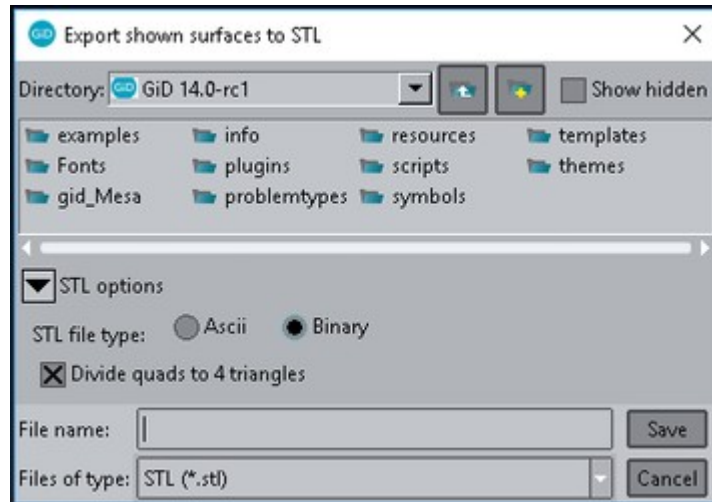 GiD Export shown surfaces to STL
Directory: GiD GiD 14.0-rc1 Show hidden
examples info resources templates
Fonts plugins scripts themes
gid_Mesa problemtypes symbols
STL options
STL file type: Ascii Binary
Divide quads to 4 triangles
File name: Save
Files of type: STL (*.stl) Cancel